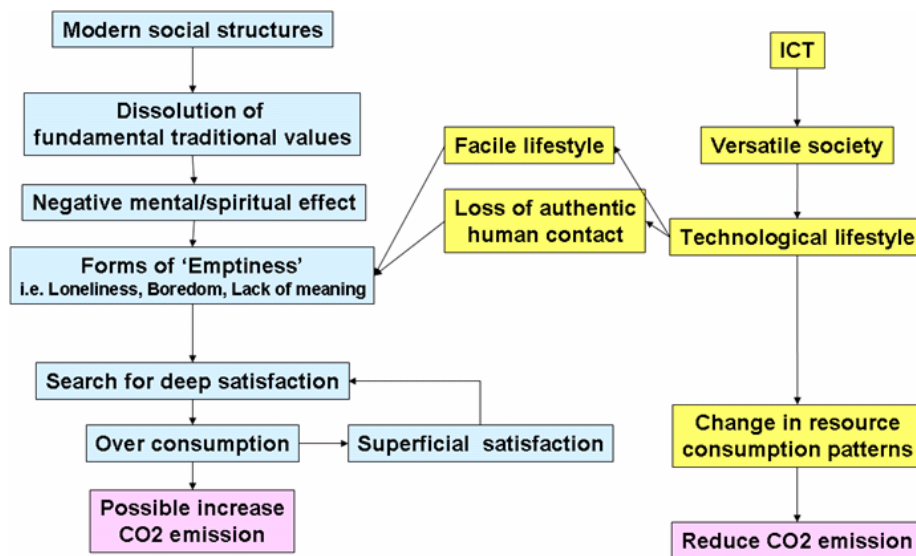 Modern social structures
ICT
Dissolution of
fundamental traditional values
Facile lifestyle
Versatile society
Negative mental/spiritual effect
Loss of authentic
human contact
Technological lifestyle
Forms of ‘Emptiness’
i.e. Loneliness, Boredom, Lack of meaning
Search for deep satisfaction
Over consumption
Superficial satisfaction
Change in resource
consumption patterns
Possible increase
CO2 emission
Reduce CO2 emission